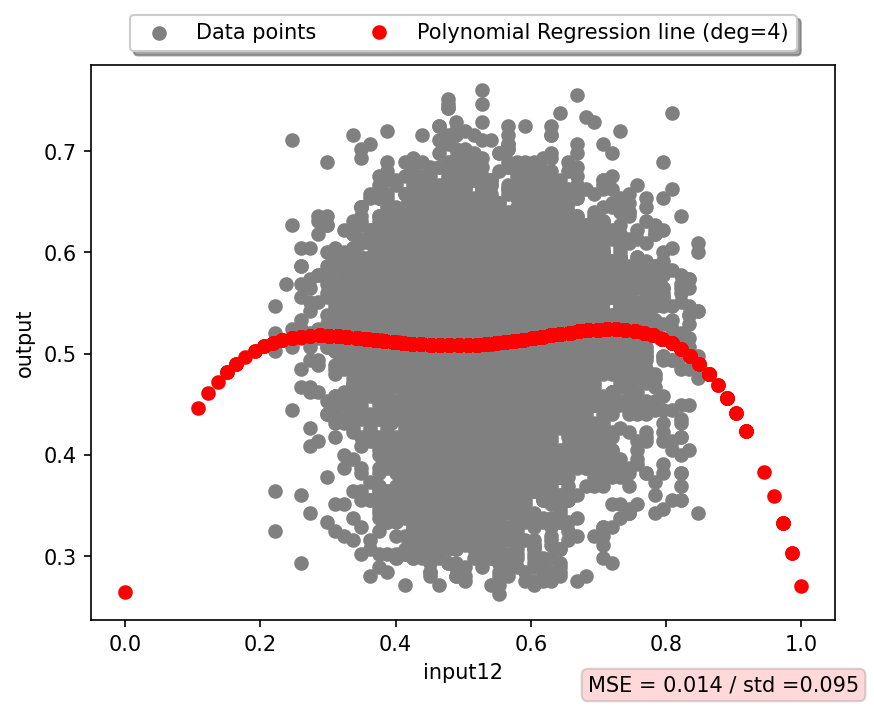 Data points Polynomial Regression line (deg=4)
0.7
0.6
0.5
0.4
0.3
output
0.0 0.2 0.4 0.6 0.8 1.0
input12
MSE = 0.014 / std =0.095